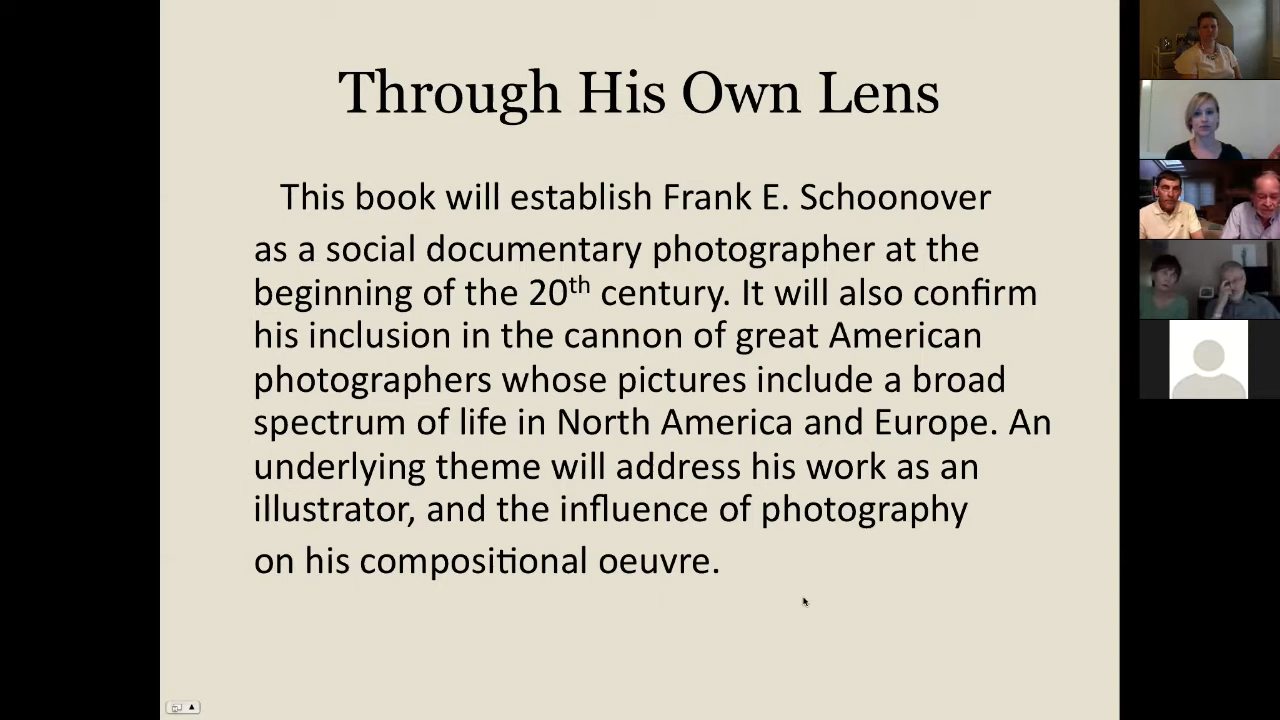 Through His Own Lens
This book will establish Frank E. Schoonover
as a social documentary photographer at the
beginning of the 20th century. It will also confirm
his inclusion in the cannon of great American
photographers whose pictures include a broad
spectrum of life in North America and Europe. An
underlying theme will address his work as an
illustrator, and the influence of photography
on his compositional oeuvre.